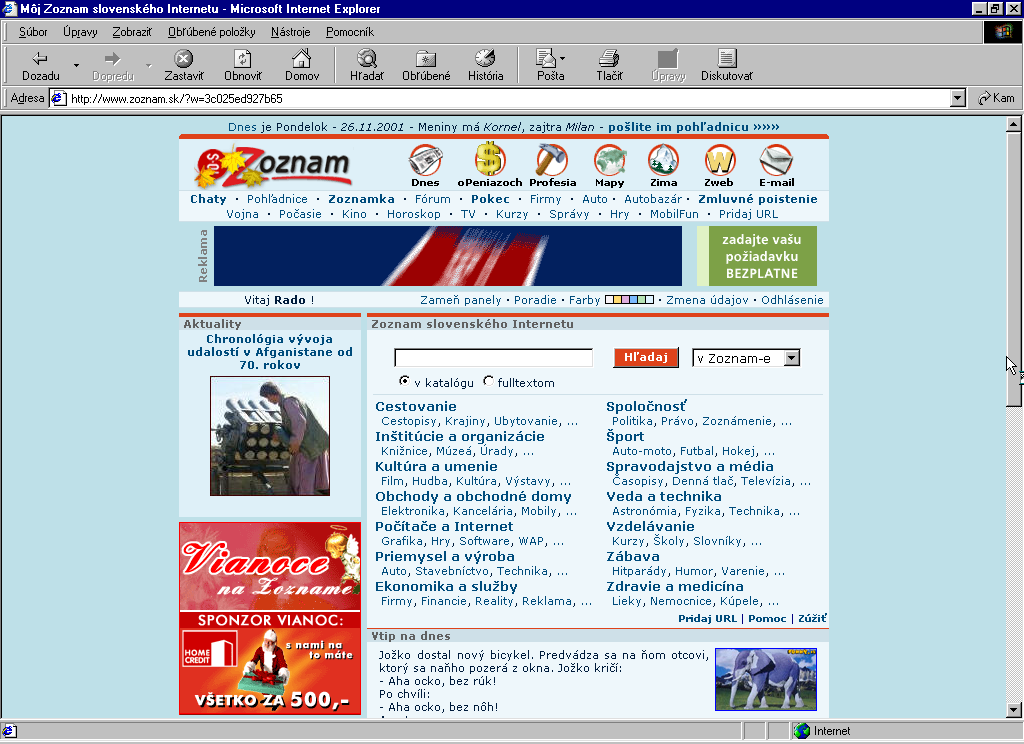 Môj Zoznam slovenského Internetu - Microsoft Internet Explorer
Súbor Úpravy Zobraziť Obľúbené položky Nástroje Pomocník
Dozadu Dopredu Zastaviť Obnoviť Domov Hľadať Obľúbené História Pošta Tlačiť Úpravy Diskutovať
Adresa http://www.zoznam.sk/?w=3c025ed927b65 Kam
Dnes je Pondelok - 26.11.2001 - Meniny má Kornel, zajtra Milan - pošlite im pohľadnicu »»»»
SOS Zoznam
Dnes oPeniazoch Profesia Mapy Zima Zweb E-mail
Chaty · Pohľadnice · Zoznamka · Fórum · Pokec · Firmy · Auto · Autobazár · Zmluvné poistenie
Vojna · Počasie · Kino · Horoskop · TV · Kurzy · Správy · Hry · MobilFun · Pridaj URL
Reklama
zadajte vašu
požiadavku
BEZPLATNE
Vitaj Rado !
Zameň panely · Poradie · Farby · Zmena údajov · Odhlásenie
Aktuality
Chronológia vývoja
udalostí v Afganistane od
70. rokov
Vianoce
na Zozname
SPONZOR VIANOC:
HOME
CREDIT
s nami na
to máte
VŠETKO ZA 500,-
Zoznam slovenského Internetu
Hľadaj v Zoznam-e
v katalógu fulltextom
Cestovanie
Cestopisy, Krajiny, Ubytovanie, ...
Inštitúcie a organizácie
Knižnice, Múzeá, Úrady, ...
Kultúra a umenie
Film, Hudba, Kultúra, Výstavy, ...
Obchody a obchodné domy
Elektronika, Kancelária, Mobily, ...
Počítače a Internet
Grafika, Hry, Software, WAP, ...
Priemysel a výroba
Auto, Stavebníctvo, Technika, ...
Ekonomika a služby
Firmy, Financie, Reality, Reklama, ...
Spoločnosť
Politika, Právo, Zoznámenie, ...
Šport
Auto-moto, Futbal, Hokej, ...
Spravodajstvo a média
Časopisy, Denná tlač, Televízia, ...
Veda a technika
Astronómia, Fyzika, Technika, ...
Vzdelávanie
Kurzy, Školy, Slovníky, ...
Zábava
Hitparády, Humor, Varenie, ...
Zdravie a medicína
Lieky, Nemocnice, Kúpele, ...
Pridaj URL | Pomoc | Zúžiť
Vtip na dnes
Jožko dostal nový bicykel. Predvádza sa na ňom otcovi,
ktorý sa naňho pozerá z okna. Jožko kričí:
- Aha ocko, bez rúk!
Po chvíli:
- Aha ocko, bez nôh!
Internet